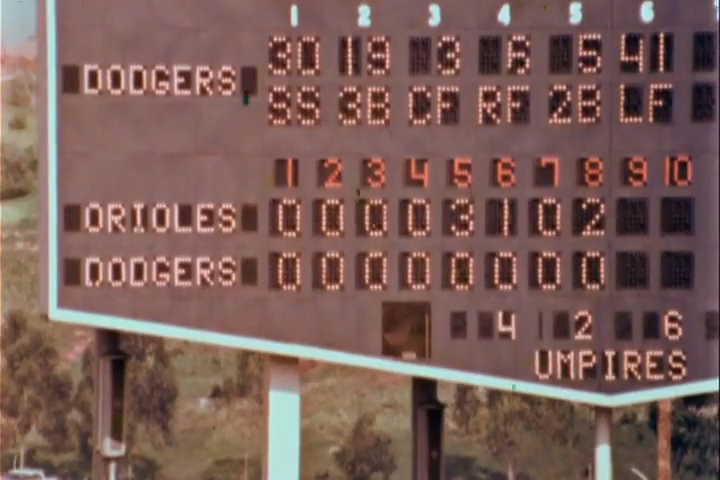 1 2 3 4 5 6
DODGERS 30 19 3 6 5 41
SS 3B CF RF 2B LF
1 2 3 4 5 6 7 8 9 10
ORIOLES 0 0 0 0 3 1 0 2
DODGERS 0 0 0 0 0 0 0 0
4 2 6
UMPIRES